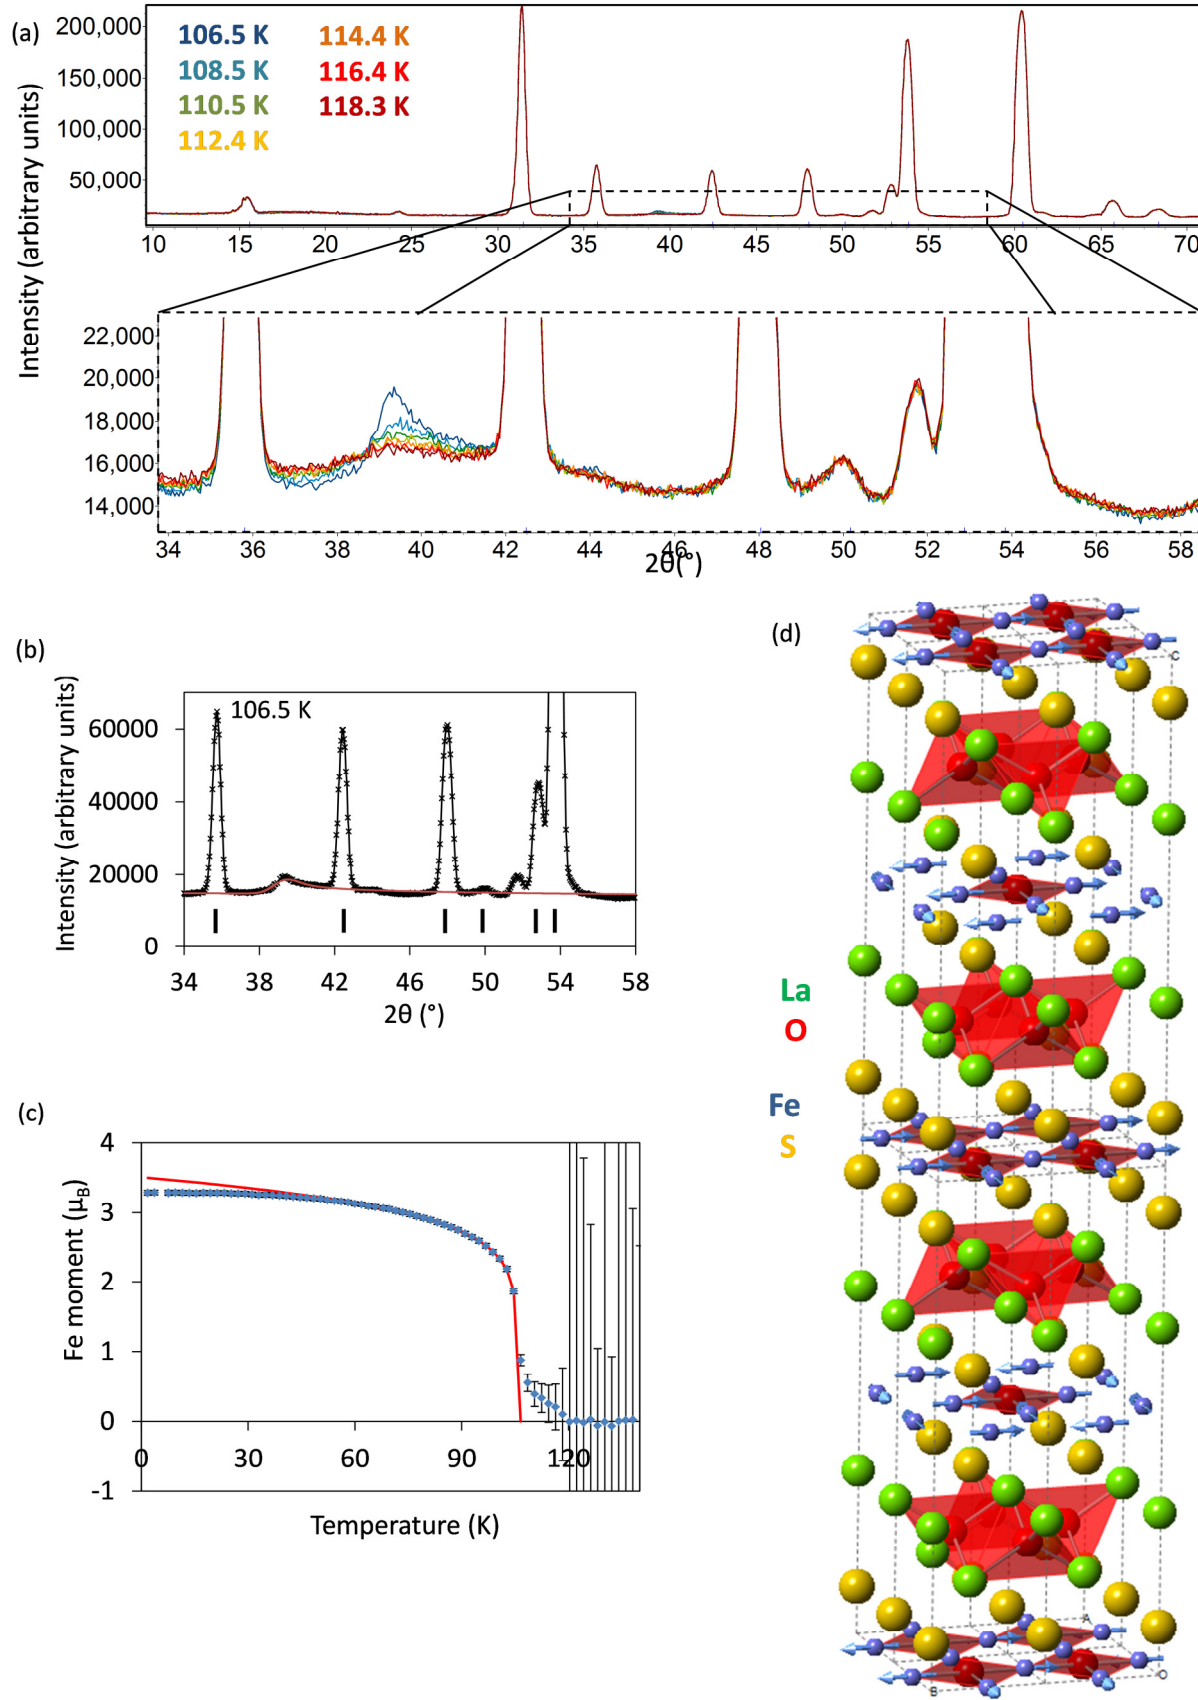 (a)
Intensity (arbitrary units)
200,000
150,000
100,000
50,000
106.5 K 114.4 K
108.5 K 116.4 K
110.5 K 118.3 K
112.4 K
10 15 20 25 30 35 40 45 50 55 60 65 70
22,000
20,000
18,000
16,000
14,000
34 36 38 40 42 44 46 48 50 52 54 56 58
2θ(°)
(b)
Intensity (arbitrary units)
106.5 K
60000
40000
20000
0
34 38 42 46 50 54 58
2θ (°)
(c)
Fe moment (μB)
4
3
2
1
0
-1
0 30 60 90 120
Temperature (K)
(d)
C
La
O
Fe
S
A
B
O